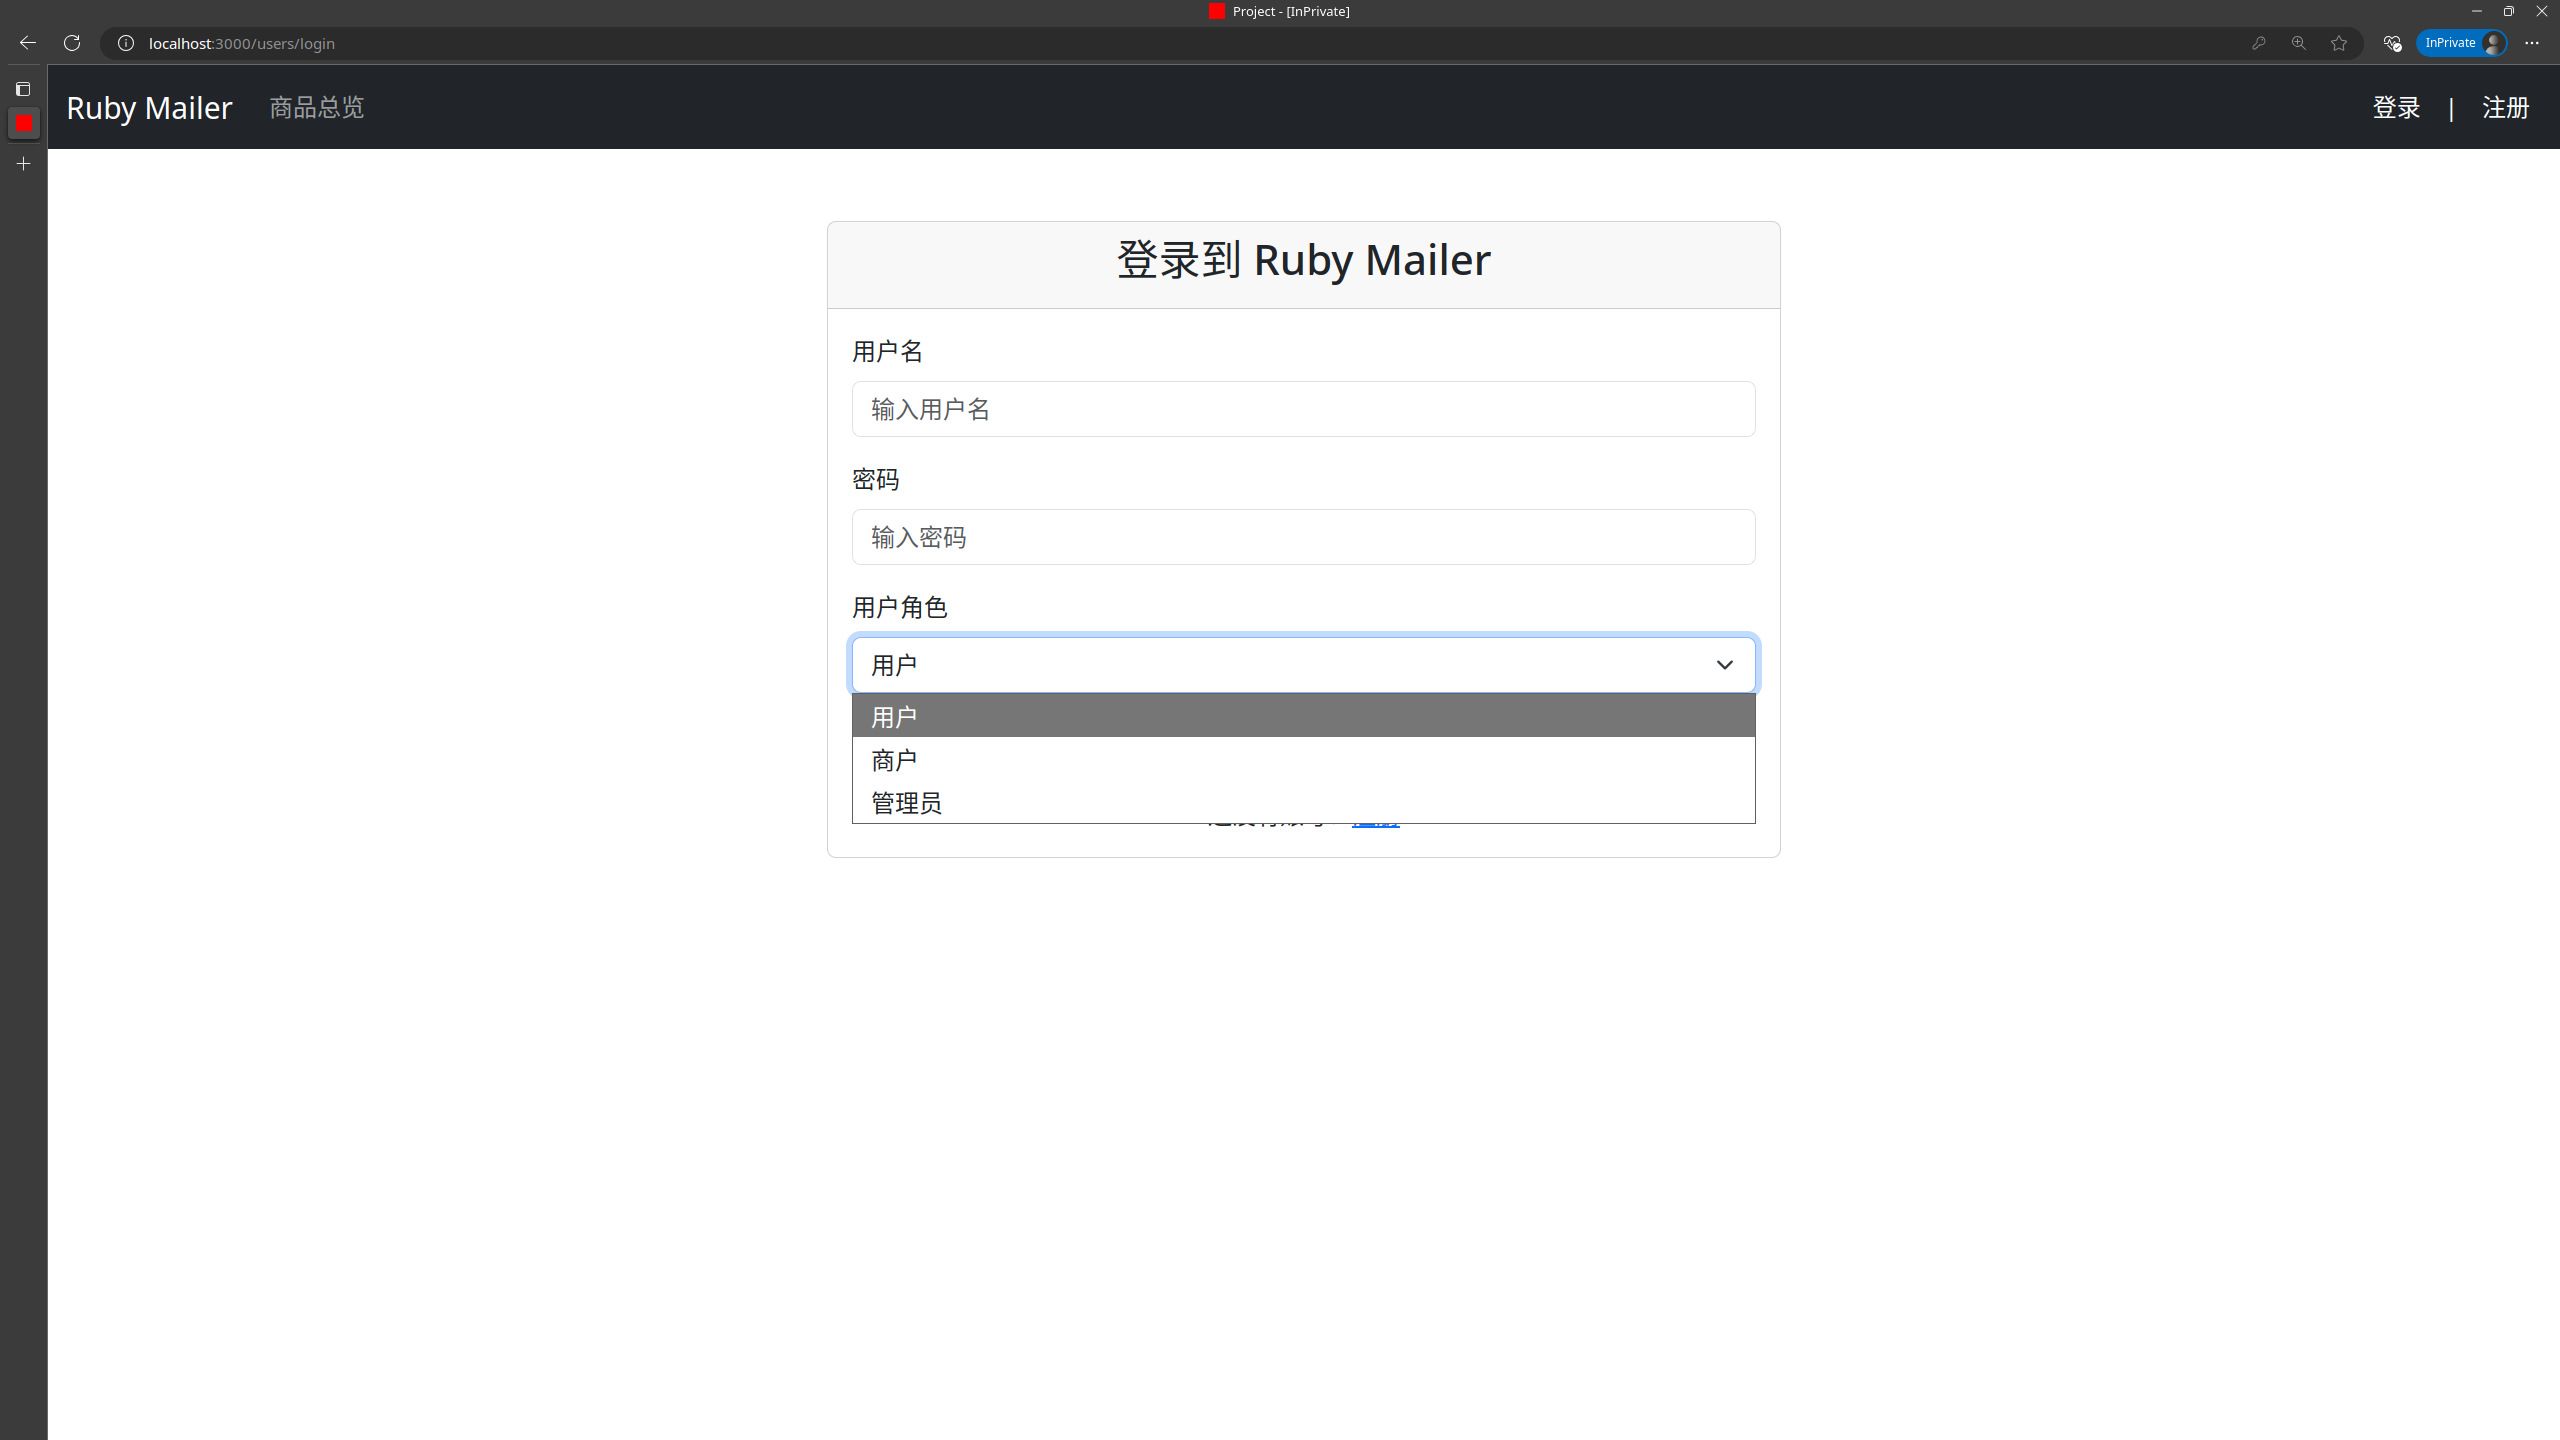 Project - [InPrivate]
localhost:3000/users/login
InPrivate
Ruby Mailer 商品总览 登录 | 注册
登录到 Ruby Mailer
用户名
输入用户名
密码
输入密码
用户角色
用户
用户
商户
管理员